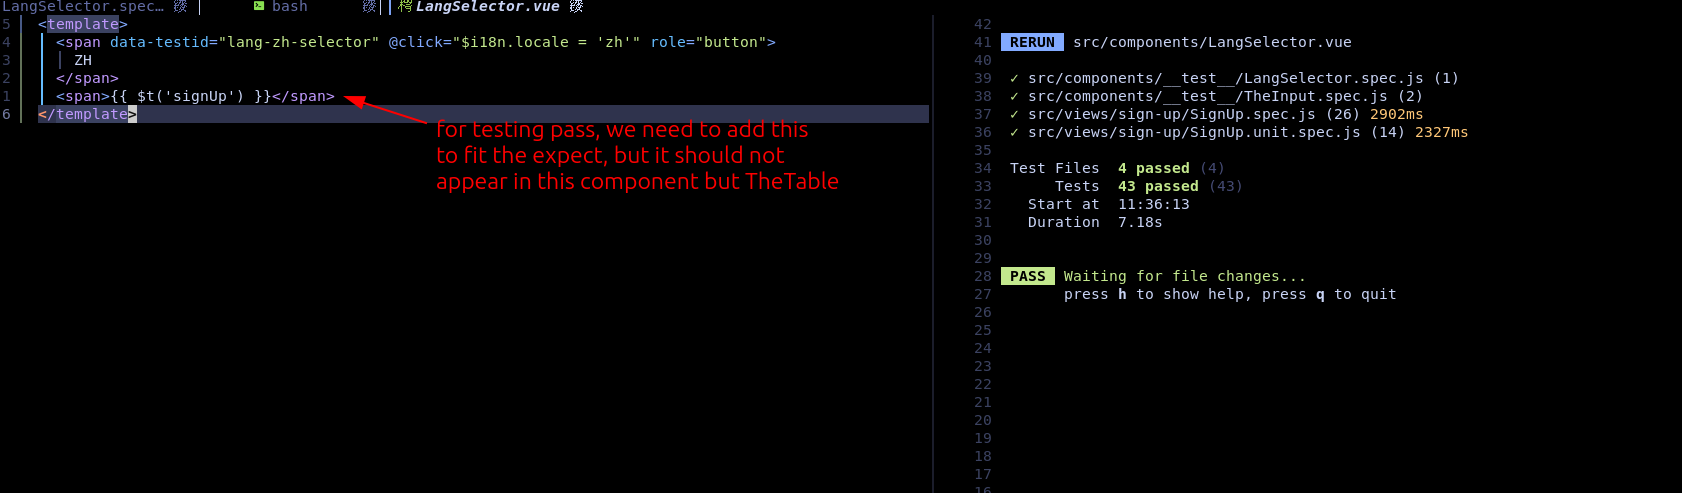 LangSelector.spec… bash LangSelector.vue
5 <template>
4 <span data-testid="lang-zh-selector" @click="$i18n.locale = 'zh'" role="button">
3 ZH
2 </span>
1 <span>{{ $t('signUp') }}</span>
6 </template>
for testing pass, we need to add this
to fit the expect, but it should not
appear in this component but TheTable
42
41 RERUN src/components/LangSelector.vue
40
39 ✓ src/components/__test__/LangSelector.spec.js (1)
38 ✓ src/components/__test__/TheInput.spec.js (2)
37 ✓ src/views/sign-up/SignUp.spec.js (26) 2902ms
36 ✓ src/views/sign-up/SignUp.unit.spec.js (14) 2327ms
35
34 Test Files 4 passed (4)
33 Tests 43 passed (43)
32 Start at 11:36:13
31 Duration 7.18s
30
29
28 PASS Waiting for file changes...
27 press h to show help, press q to quit
26
25
24
23
22
21
20
19
18
17
16